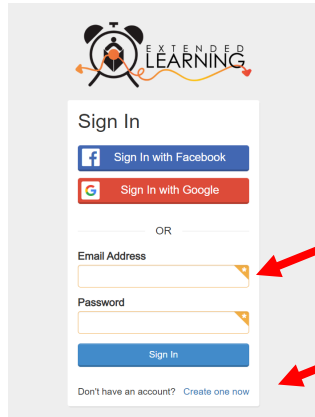 EXTENDED
LEARNING
Sign In
Sign In with Facebook
Sign In with Google
OR
Email Address
Password
Sign In
Don't have an account? Create one now